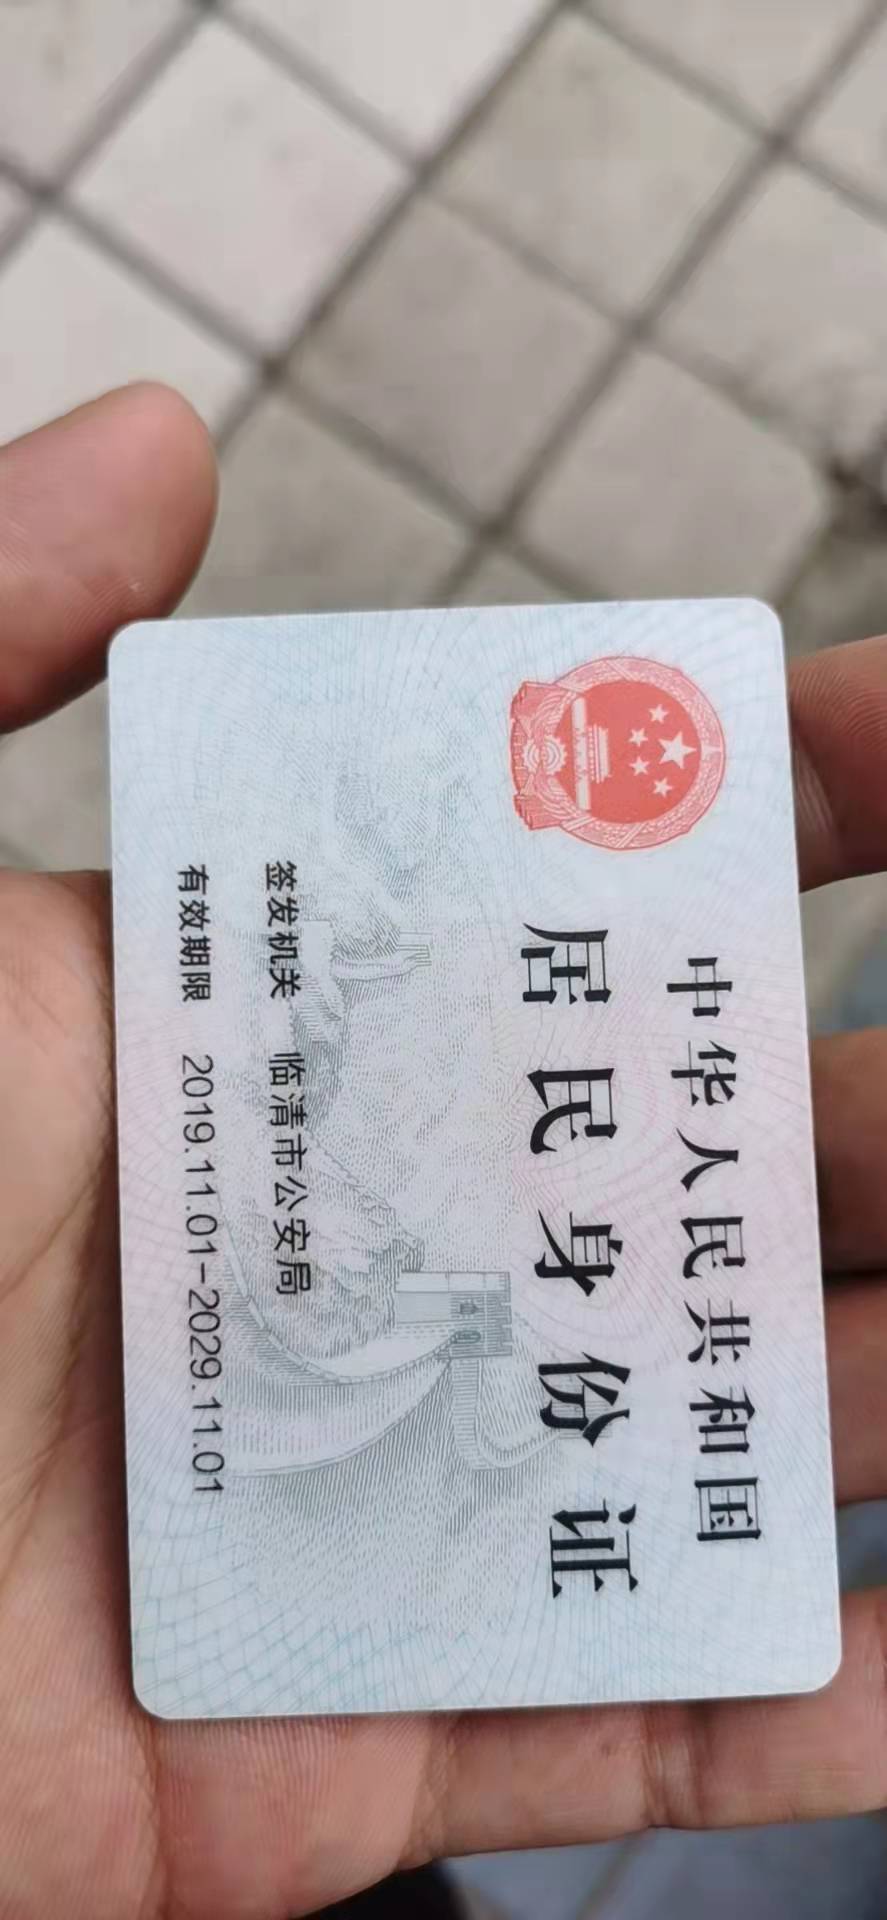 中华人民共和国
居民身份证
签发机关 临清市公安局
有效期限 2019.11.01-2029.11.01